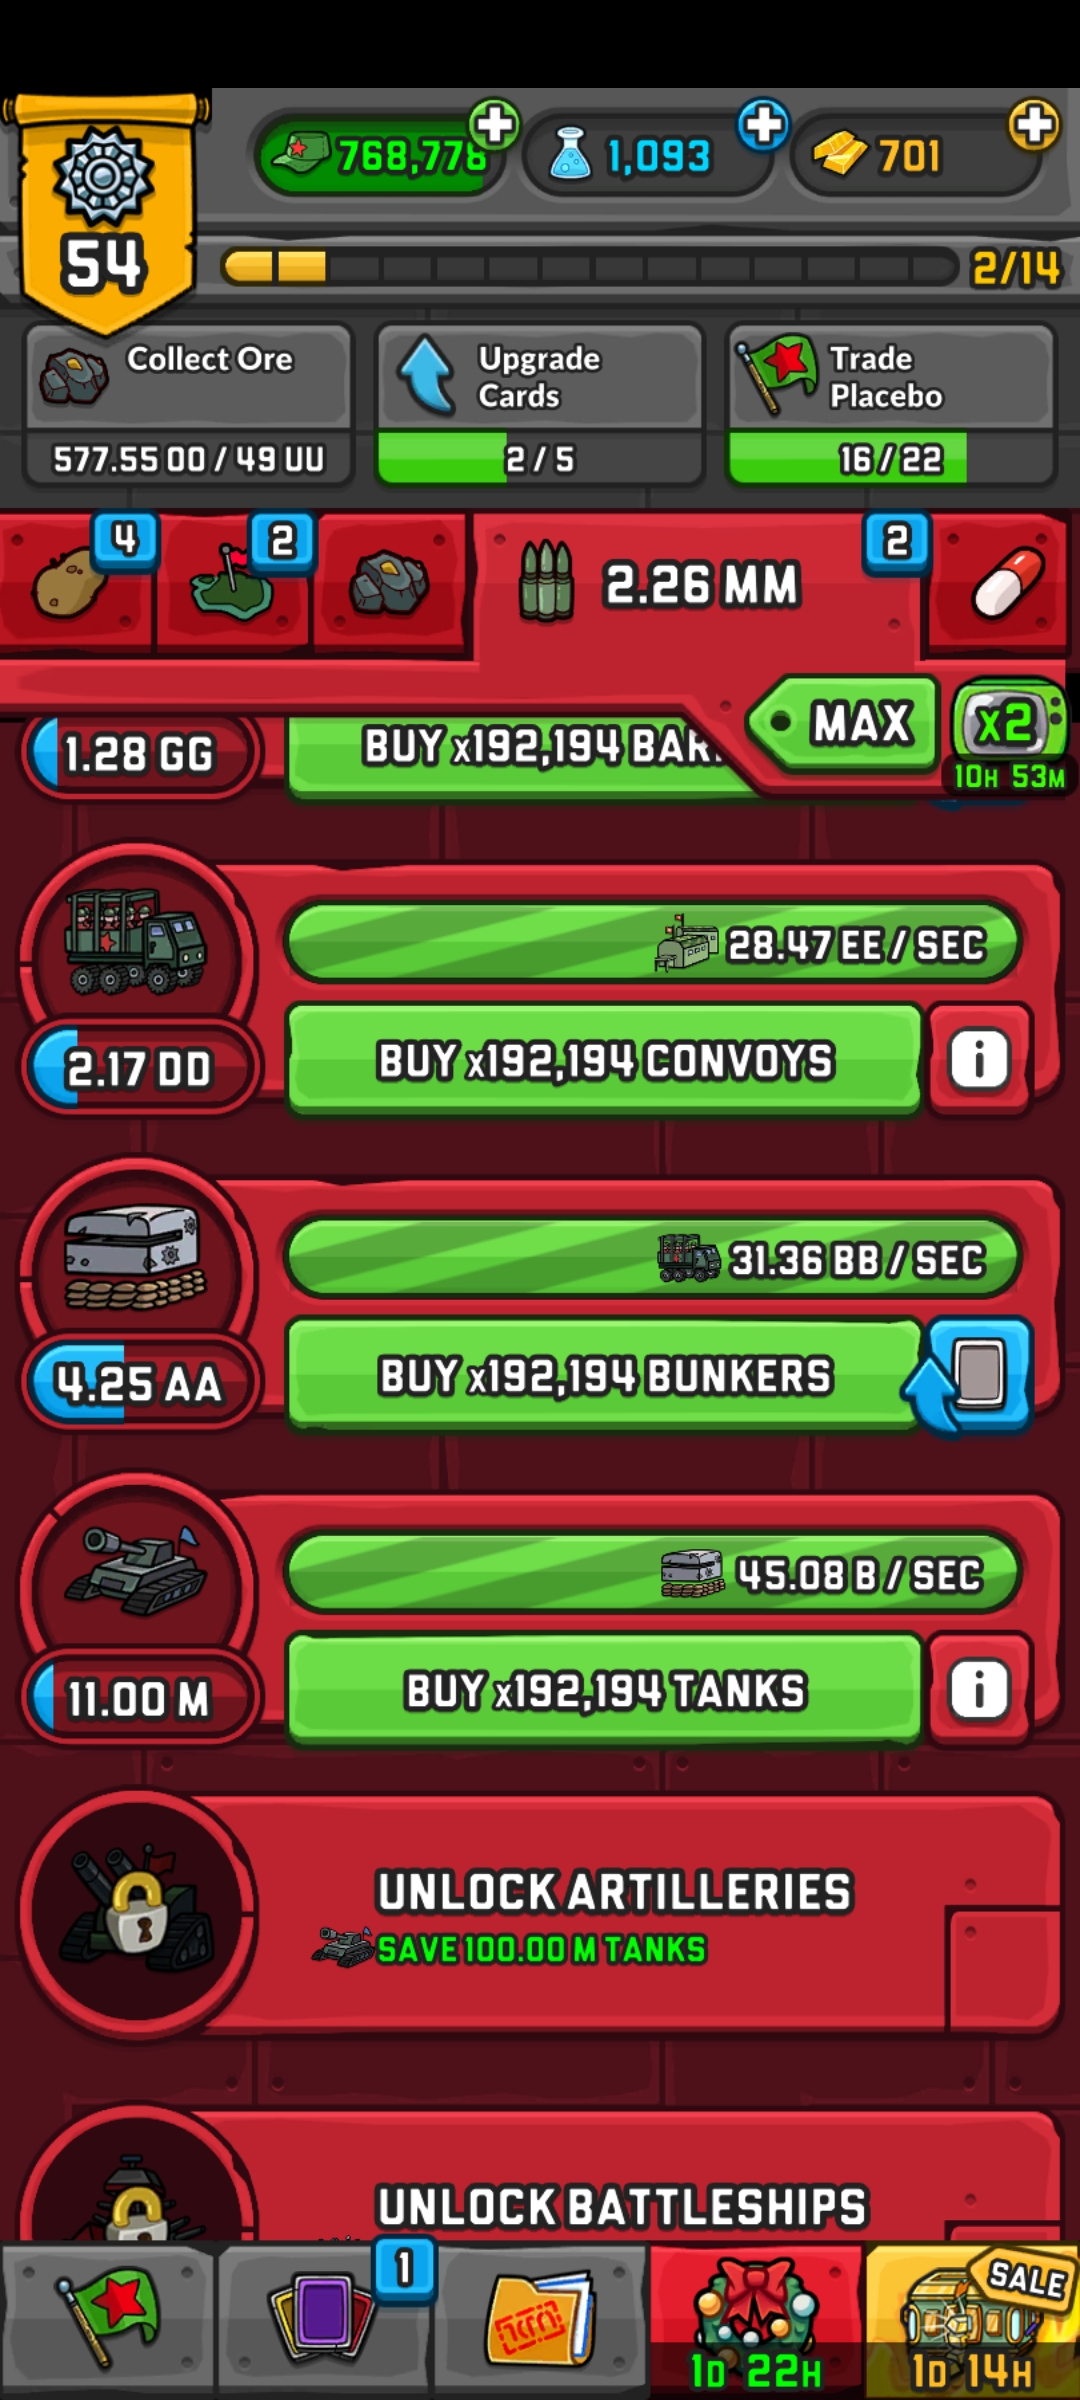 768,778
1,093
701
54
2/14
Collect Ore
577.55 OO / 49 UU
Upgrade
Cards
2 / 5
Trade
Placebo
16 / 22
4
2
2.26 MM
2
MAX
x2
10H 53M
1.28 GG
BUY x192,194 BAR
28.47 EE / SEC
2.17 DD
BUY x192,194 CONVOYS
i
31.36 BB / SEC
4.25 AA
BUY x192,194 BUNKERS
45.08 B / SEC
11.00 M
BUY x192,194 TANKS
i
UNLOCK ARTILLERIES
SAVE 100.00 M TANKS
UNLOCK BATTLESHIPS
1
SALE
1D 22H
1D 14H